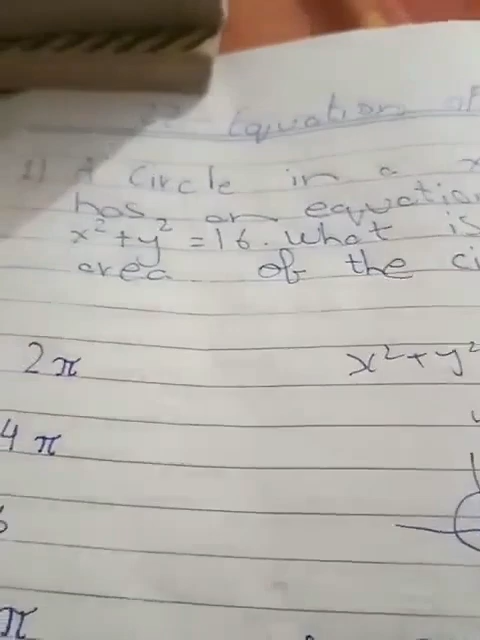 Equation of
1) A Circle in a x
has an equation
x² + y² = 16. what is
area of the ci
2π
x² + y²
4π
π